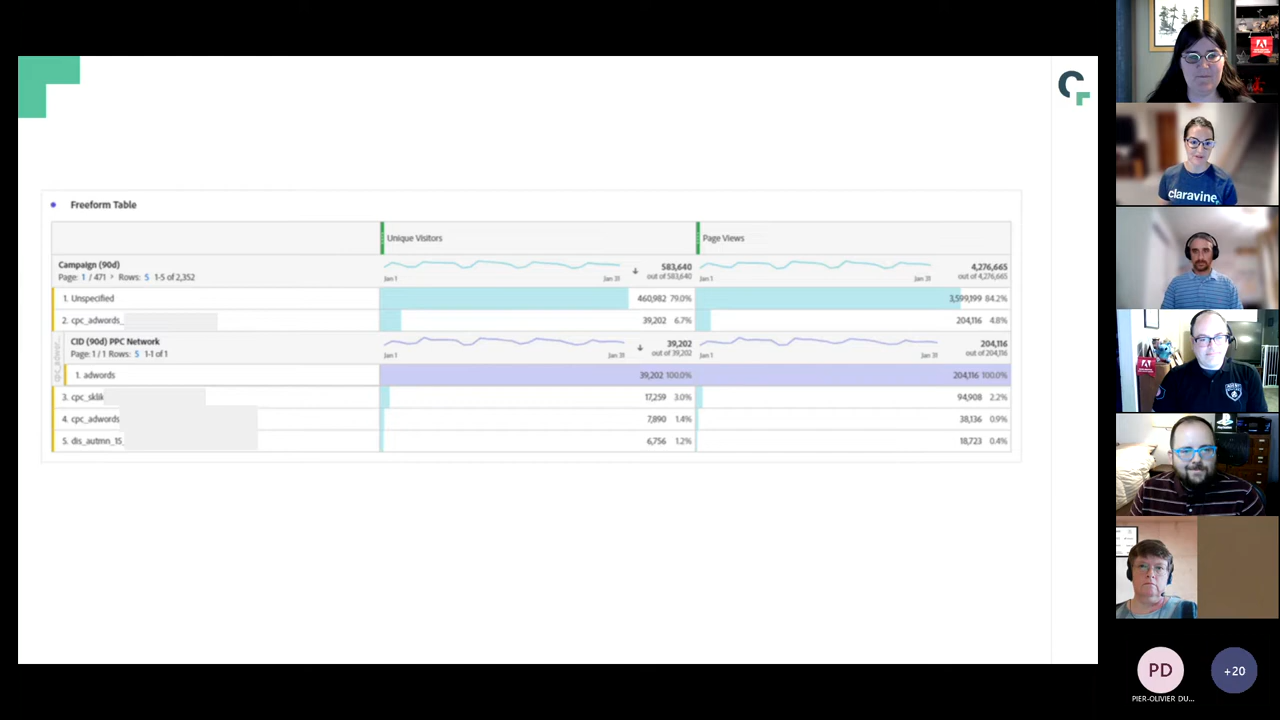 Freeform Table
Unique Visitors
Page Views
Campaign (90d)
Page: 1 / 471 > Rows: 5 1-5 of 2,352
Jan 1
Jan 31
583,640
out of 583,640
Jan 1
Jan 31
4,276,665
out of 4,276,665
1. Unspecified
460,982 79.0%
3,599,199 84.2%
2. cpc_adwords_
39,202 6.7%
204,116 4.8%
CID (90d) PPC Network
Page: 1 / 1 Rows: 5 1-1 of 1
Jan 1
Jan 31
39,202
out of 39,202
Jan 1
Jan 31
204,116
out of 204,116
1. adwords
39,202 100.0%
204,116 100.0%
3. cpc_sklik
17,259 3.0%
94,908 2.2%
4. cpc_adwords
7,890 1.4%
38,136 0.9%
5. dis_autmn_15_
6,756 1.2%
18,723 0.4%
claravine
PD
+20
PIER-OLIVIER DU...